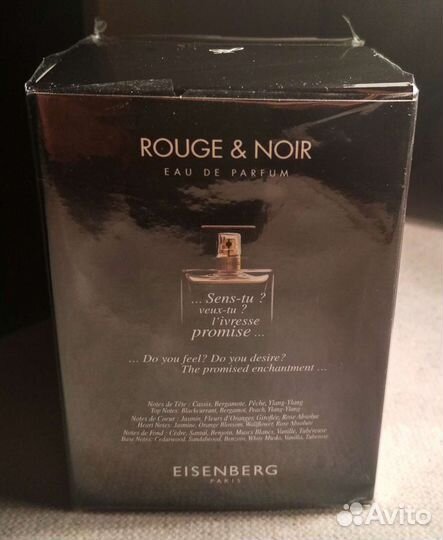 ROUGE & NOIR
EAU DE PARFUM
... Sens-tu ?
veux-tu ?
l'ivresse
promise ...
... Do you feel? Do you desire?
The promised enchantment ...
Notes de Tête : Cassis, Bergamote, Pêche, Ylang-Ylang
Top Notes: Blackcurrant, Bergamot, Peach, Ylang-Ylang
Notes de Coeur : Jasmin, Fleurs d'Oranger, Giroflée, Rose Absolue
Heart Notes: Jasmine, Orange Blossom, Wallflower, Rose Absolute
Notes de Fond : Cèdre, Santal, Benjoin, Muscs Blancs, Vanille, Tubéreuse
Base Notes: Cedarwood, Sandalwood, Benzoin, White Musks, Vanilla, Tuberose
EISENBERG
PARIS
Avito